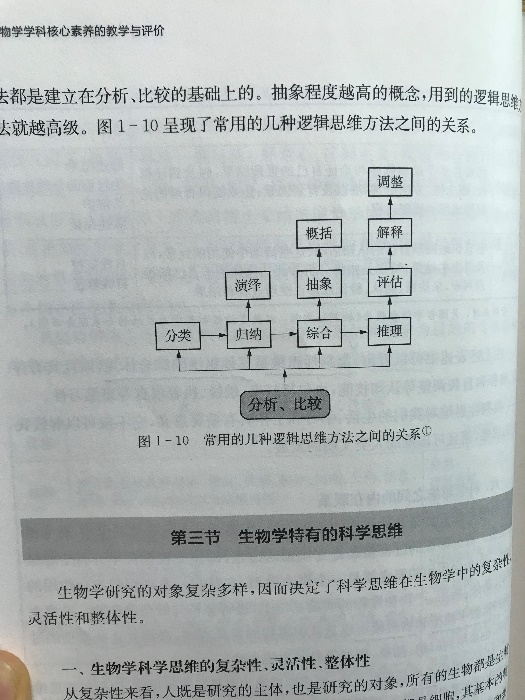 物学学科核心素养的教学与评价
法都是建立在分析、比较的基础上的。抽象程度越高的概念，用到的逻辑思维
法就越高级。图1-10呈现了常用的几种逻辑思维方法之间的关系。
调整
概括
解释
演绎
抽象
评估
分类
归纳
综合
推理
分析、比较
图1-10 常用的几种逻辑思维方法之间的关系①
第三节 生物学特有的科学思维
生物学研究的对象复杂多样，因而决定了科学思维在生物学中的复杂性、
灵活性和整体性。
一、生物学科学思维的复杂性、灵活性、整体性
从复杂性来看，人既是研究的主体，也是研究的对象，所有的生物都是
细胞，其基本的